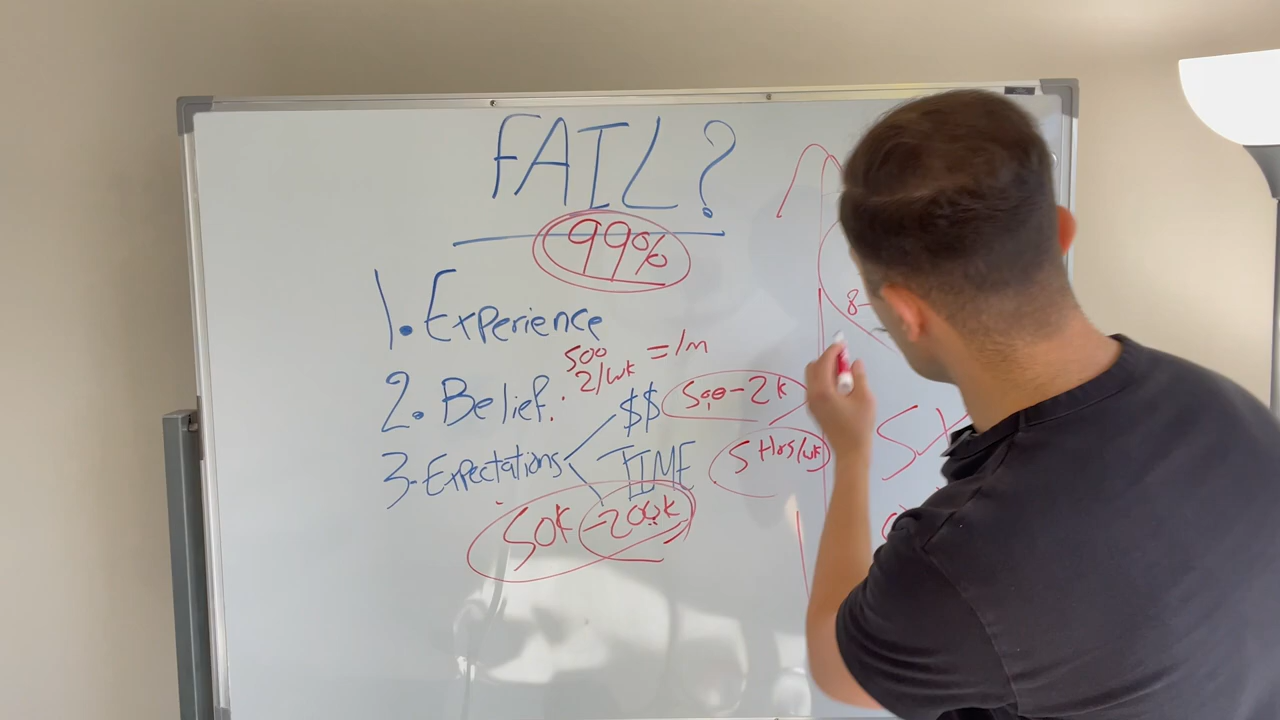 FAIL?
99%
1. Experience
500
2/wk
=1m
2. Belief.
$$
500-2k
3. Expectations
TIME
5 Hrs/wk
50k-200k
8-